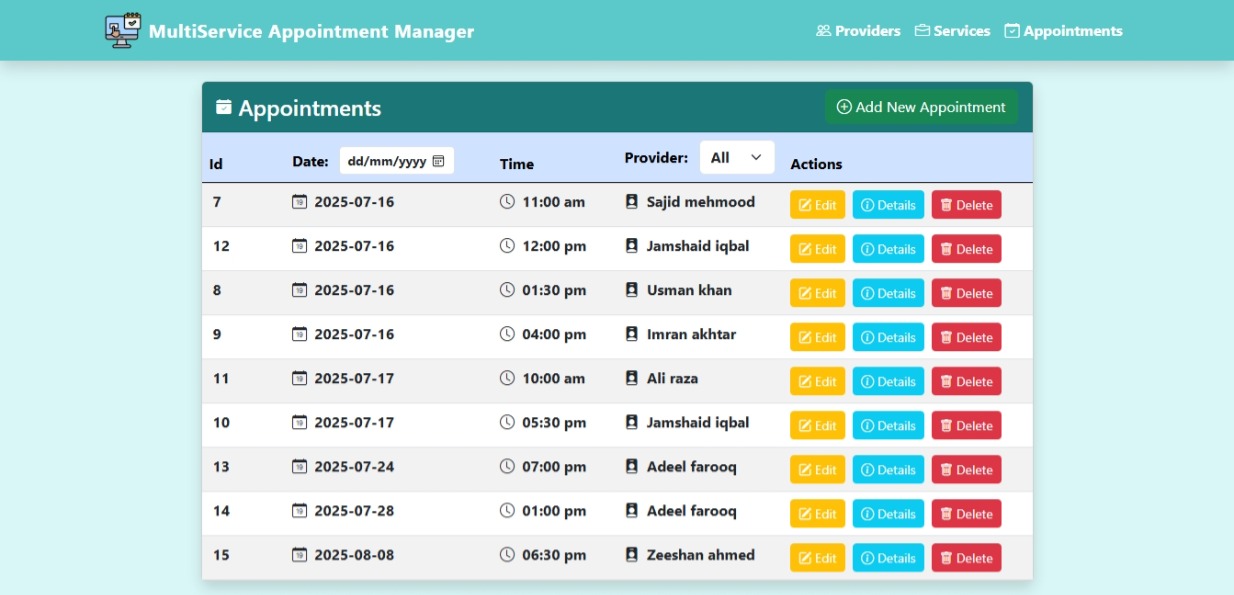 MultiService Appointment Manager Providers Services Appointments
Appointments Add New Appointment
Id Date: dd/mm/yyyy Time Provider: All Actions
7 2025-07-16 11:00 am Sajid mehmood Edit Details Delete
12 2025-07-16 12:00 pm Jamshaid iqbal Edit Details Delete
8 2025-07-16 01:30 pm Usman khan Edit Details Delete
9 2025-07-16 04:00 pm Imran akhtar Edit Details Delete
11 2025-07-17 10:00 am Ali raza Edit Details Delete
10 2025-07-17 05:30 pm Jamshaid iqbal Edit Details Delete
13 2025-07-24 07:00 pm Adeel farooq Edit Details Delete
14 2025-07-28 01:00 pm Adeel farooq Edit Details Delete
15 2025-08-08 06:30 pm Zeeshan ahmed Edit Details Delete